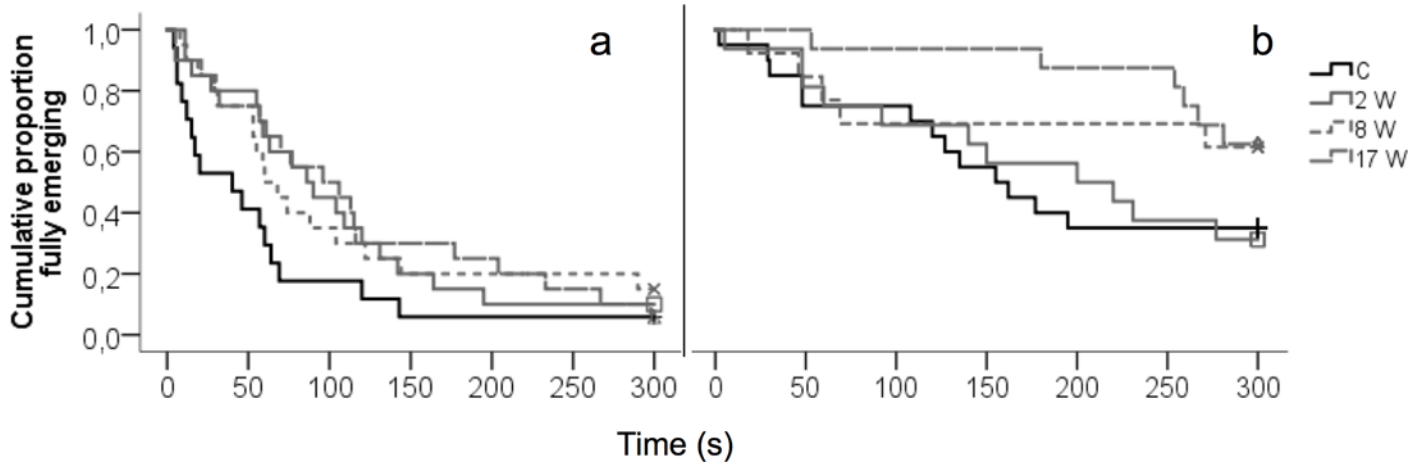 Cumulative proportion
fully emerging
1,0
0,8
0,6
0,4
0,2
0,0
a
0 50 100 150 200 250 300
b
0 50 100 150 200 250 300
C
2 W
8 W
17 W
Time (s)